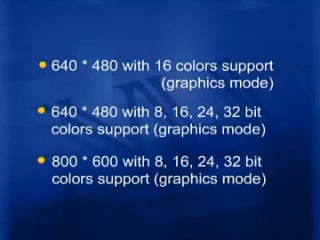 640 * 480 with 16 colors support
(graphics mode)
640 * 480 with 8, 16, 24, 32 bit
colors support (graphics mode)
800 * 600 with 8, 16, 24, 32 bit
colors support (graphics mode)